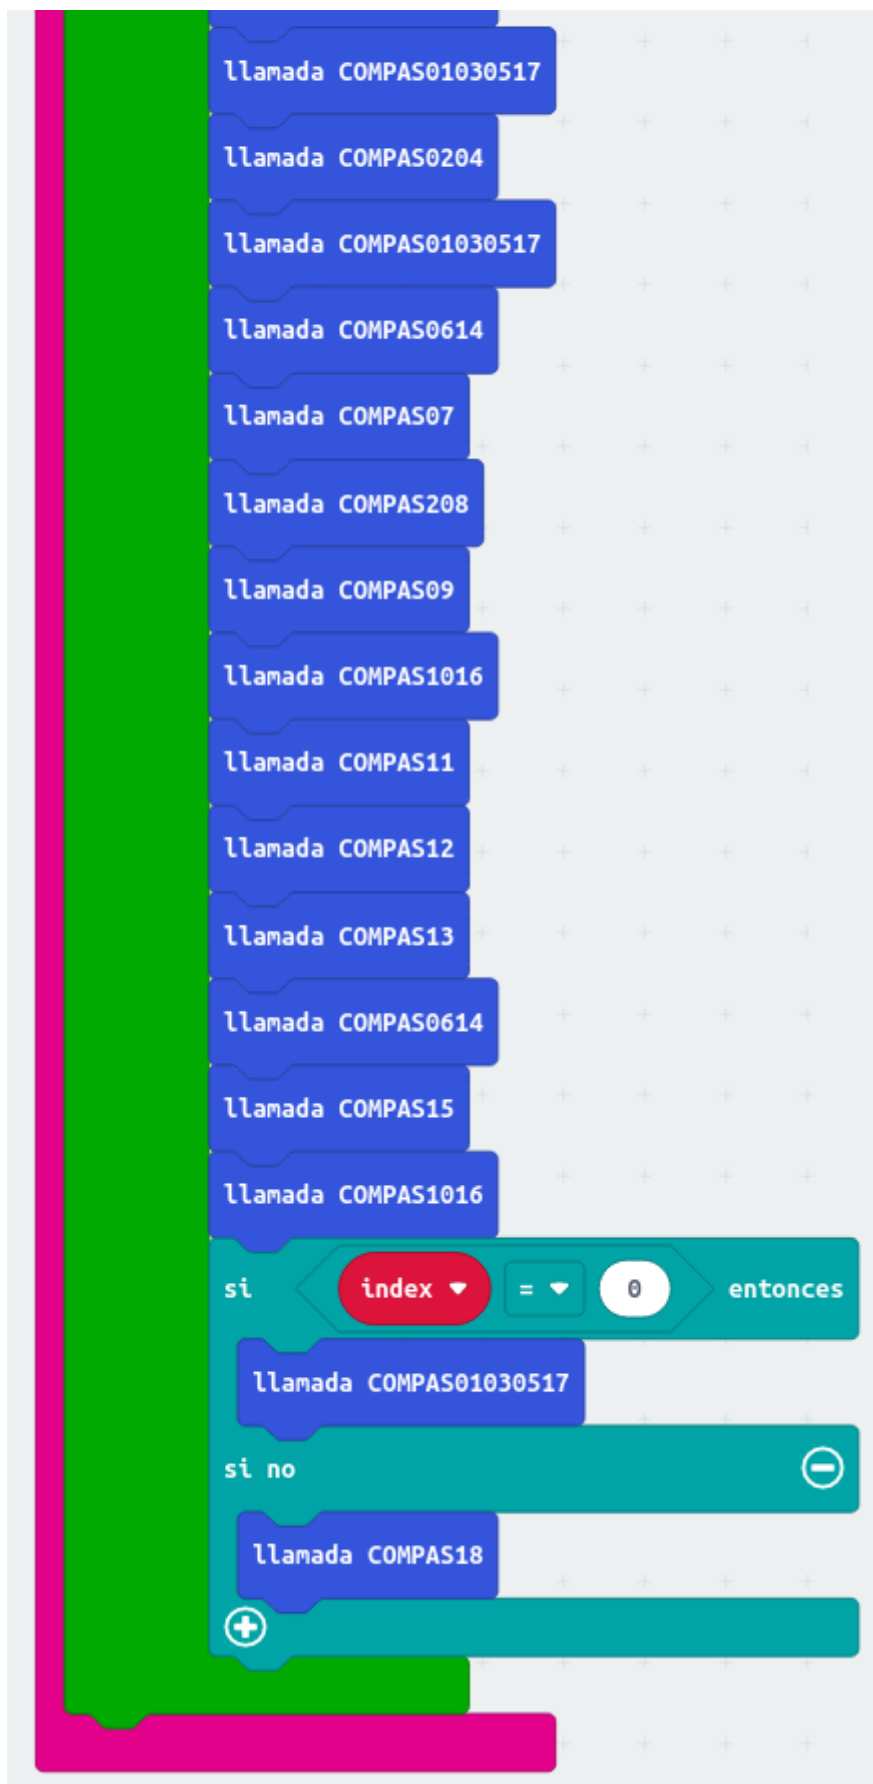 llamada COMPAS01030517
llamada COMPAS0204
llamada COMPAS01030517
llamada COMPAS0614
llamada COMPAS07
llamada COMPAS208
llamada COMPAS09
llamada COMPAS1016
llamada COMPAS11
llamada COMPAS12
llamada COMPAS13
llamada COMPAS0614
llamada COMPAS15
llamada COMPAS1016
si index = 0 entonces
llamada COMPAS01030517
si no
llamada COMPAS18